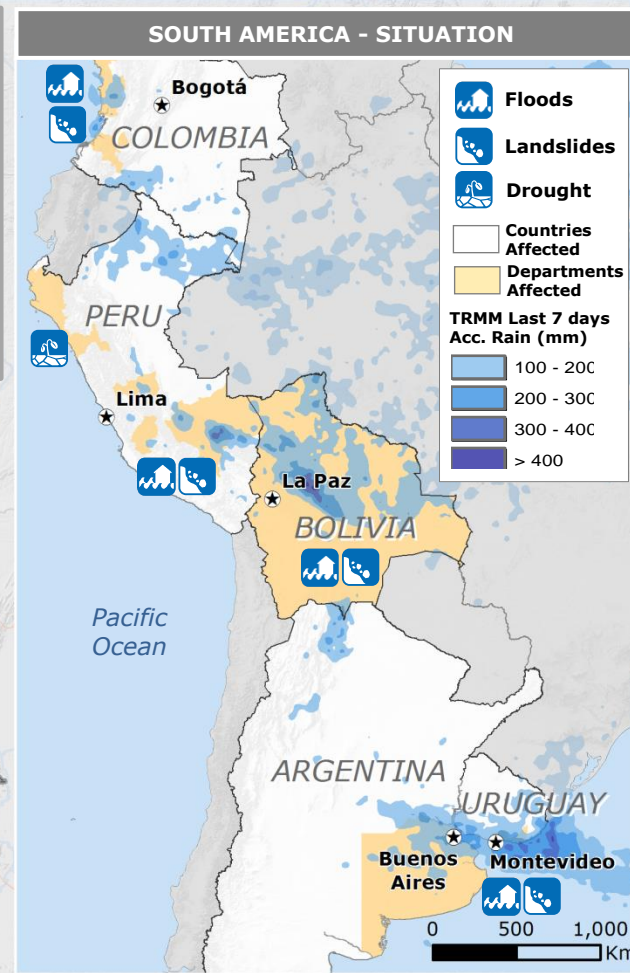 SOUTH AMERICA - SITUATION
Bogotá
COLOMBIA
Floods
Landslides
Drought
Countries
Affected
Departments
Affected
TRMM Last 7 days
Acc. Rain (mm)
100 - 200
200 - 300
300 - 400
> 400
PERU
Lima
La Paz
BOLIVIA
Pacific
Ocean
ARGENTINA
URUGUAY
Buenos
Aires
Montevideo
0 500 1,000
Km